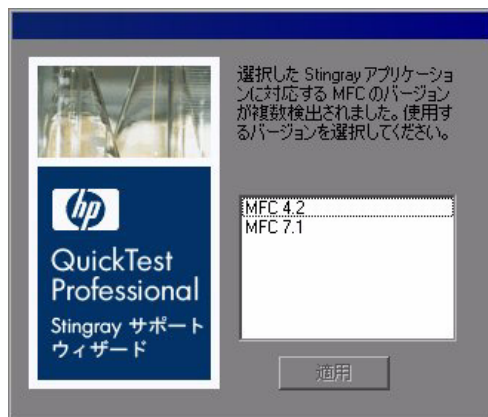 選択した Stingray アプリケーショ
ンに対応する MFC のバージョン
が複数検出されました。使用す
るバージョンを選択してください。
hp
QuickTest
Professional
Stingray サポート
ウィザード
MFC 4.2
MFC 7.1
適用